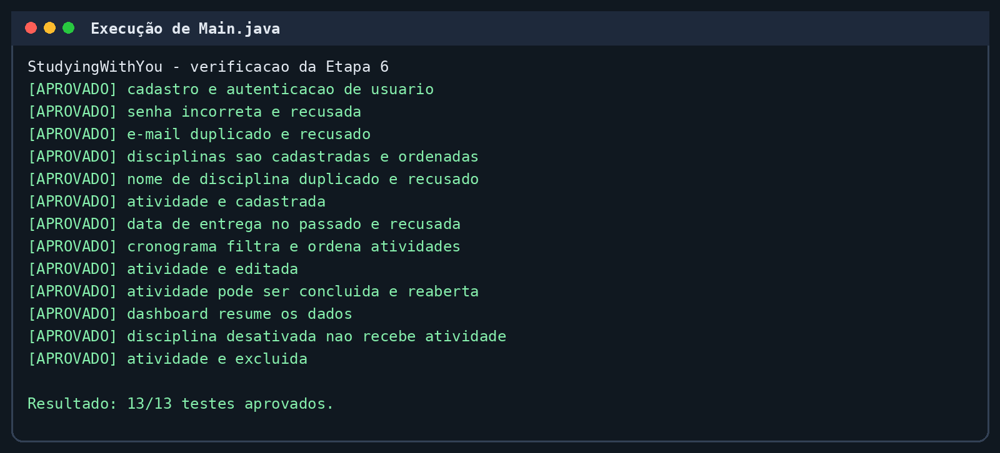 Execução de Main.java
StudyingWithYou - verificacao da Etapa 6
[APROVADO] cadastro e autenticacao de usuario
[APROVADO] senha incorreta e recusada
[APROVADO] e-mail duplicado e recusado
[APROVADO] disciplinas sao cadastradas e ordenadas
[APROVADO] nome de disciplina duplicado e recusado
[APROVADO] atividade e cadastrada
[APROVADO] data de entrega no passado e recusada
[APROVADO] cronograma filtra e ordena atividades
[APROVADO] atividade e editada
[APROVADO] atividade pode ser concluida e reaberta
[APROVADO] dashboard resume os dados
[APROVADO] disciplina desativada nao recebe atividade
[APROVADO] atividade e excluida
Resultado: 13/13 testes aprovados.